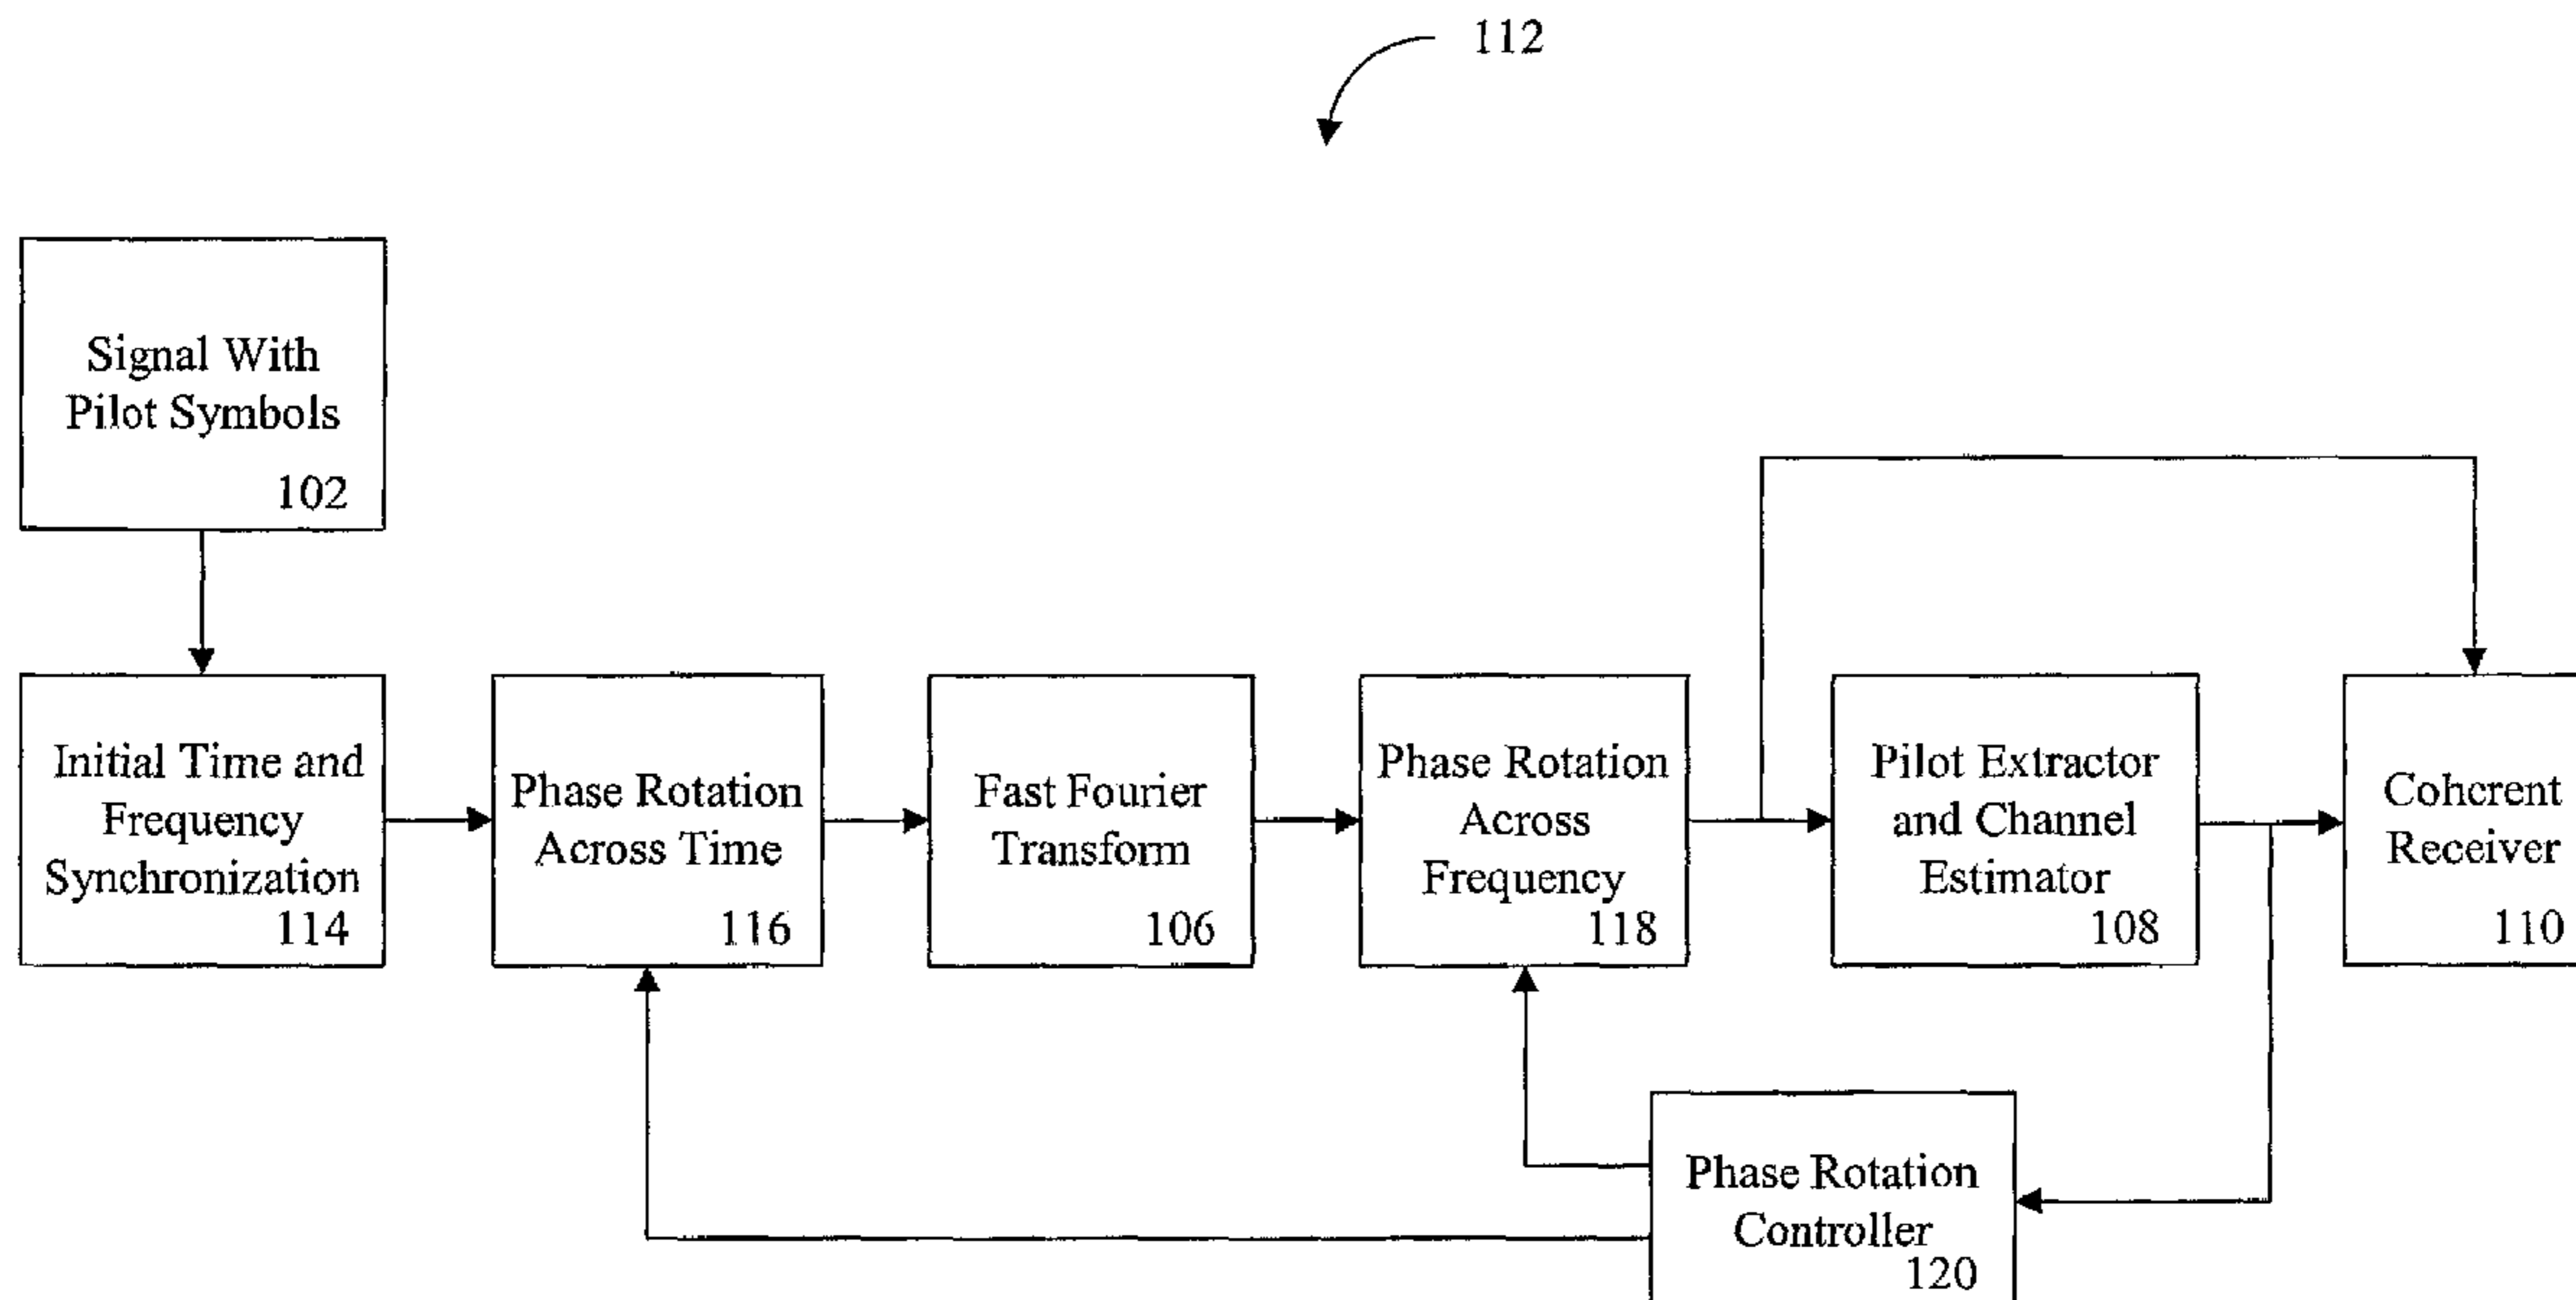 112
Signal With
Pilot Symbols
102
Initial Time and
Frequency
Synchronization
114
Phase Rotation
Across Time
116
Fast Fourier
Transform
106
Phase Rotation
Across
Frequency
118
Pilot Extractor
and Channel
Estimator
108
Coherent
Receiver
110
Phase Rotation
Controller
120